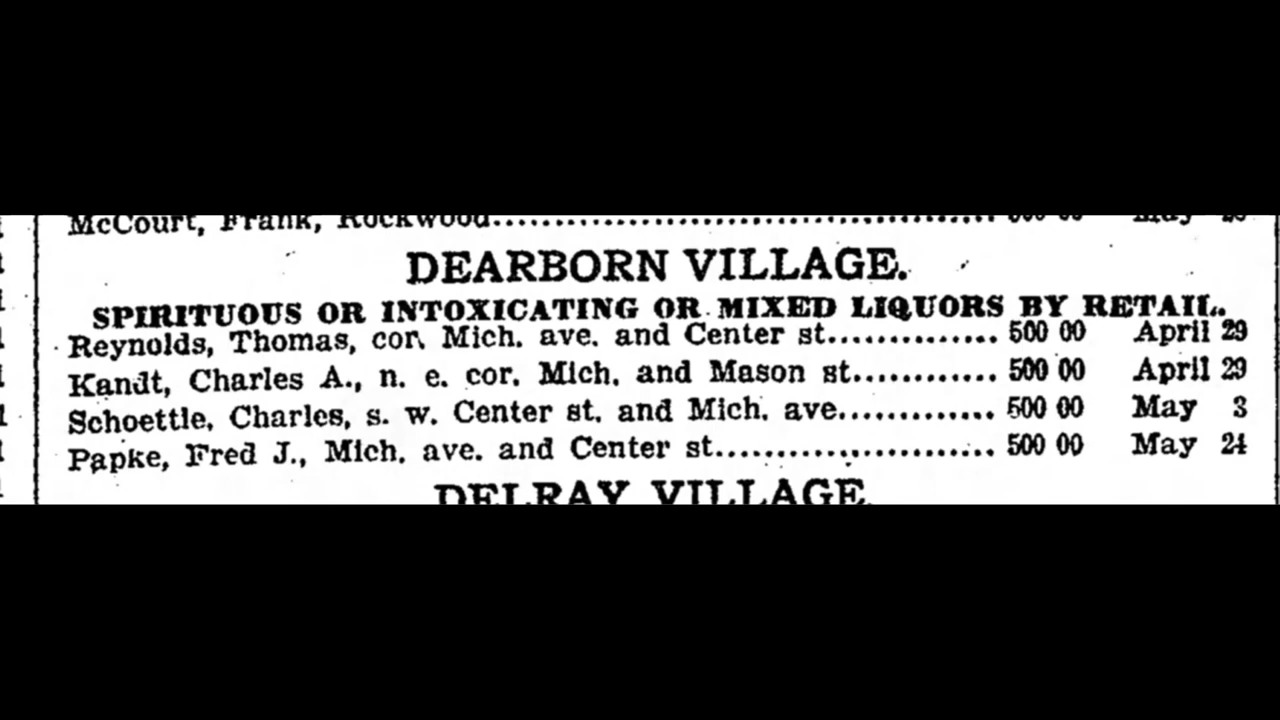 McCourt, Frank, Rockwood................................................ 500 00 May
DEARBORN VILLAGE.
SPIRITUOUS OR INTOXICATING OR MIXED LIQUORS BY RETAIL.
Reynolds, Thomas, cor. Mich. ave. and Center st.............. 500 00 April 29
Kandt, Charles A., n. e. cor. Mich. and Mason st............ 500 00 April 29
Schoettle, Charles, s. w. Center st. and Mich. ave............. 500 00 May 3
Papke, Fred J., Mich. ave. and Center st........................ 500 00 May 24
DELRAY VILLAGE.